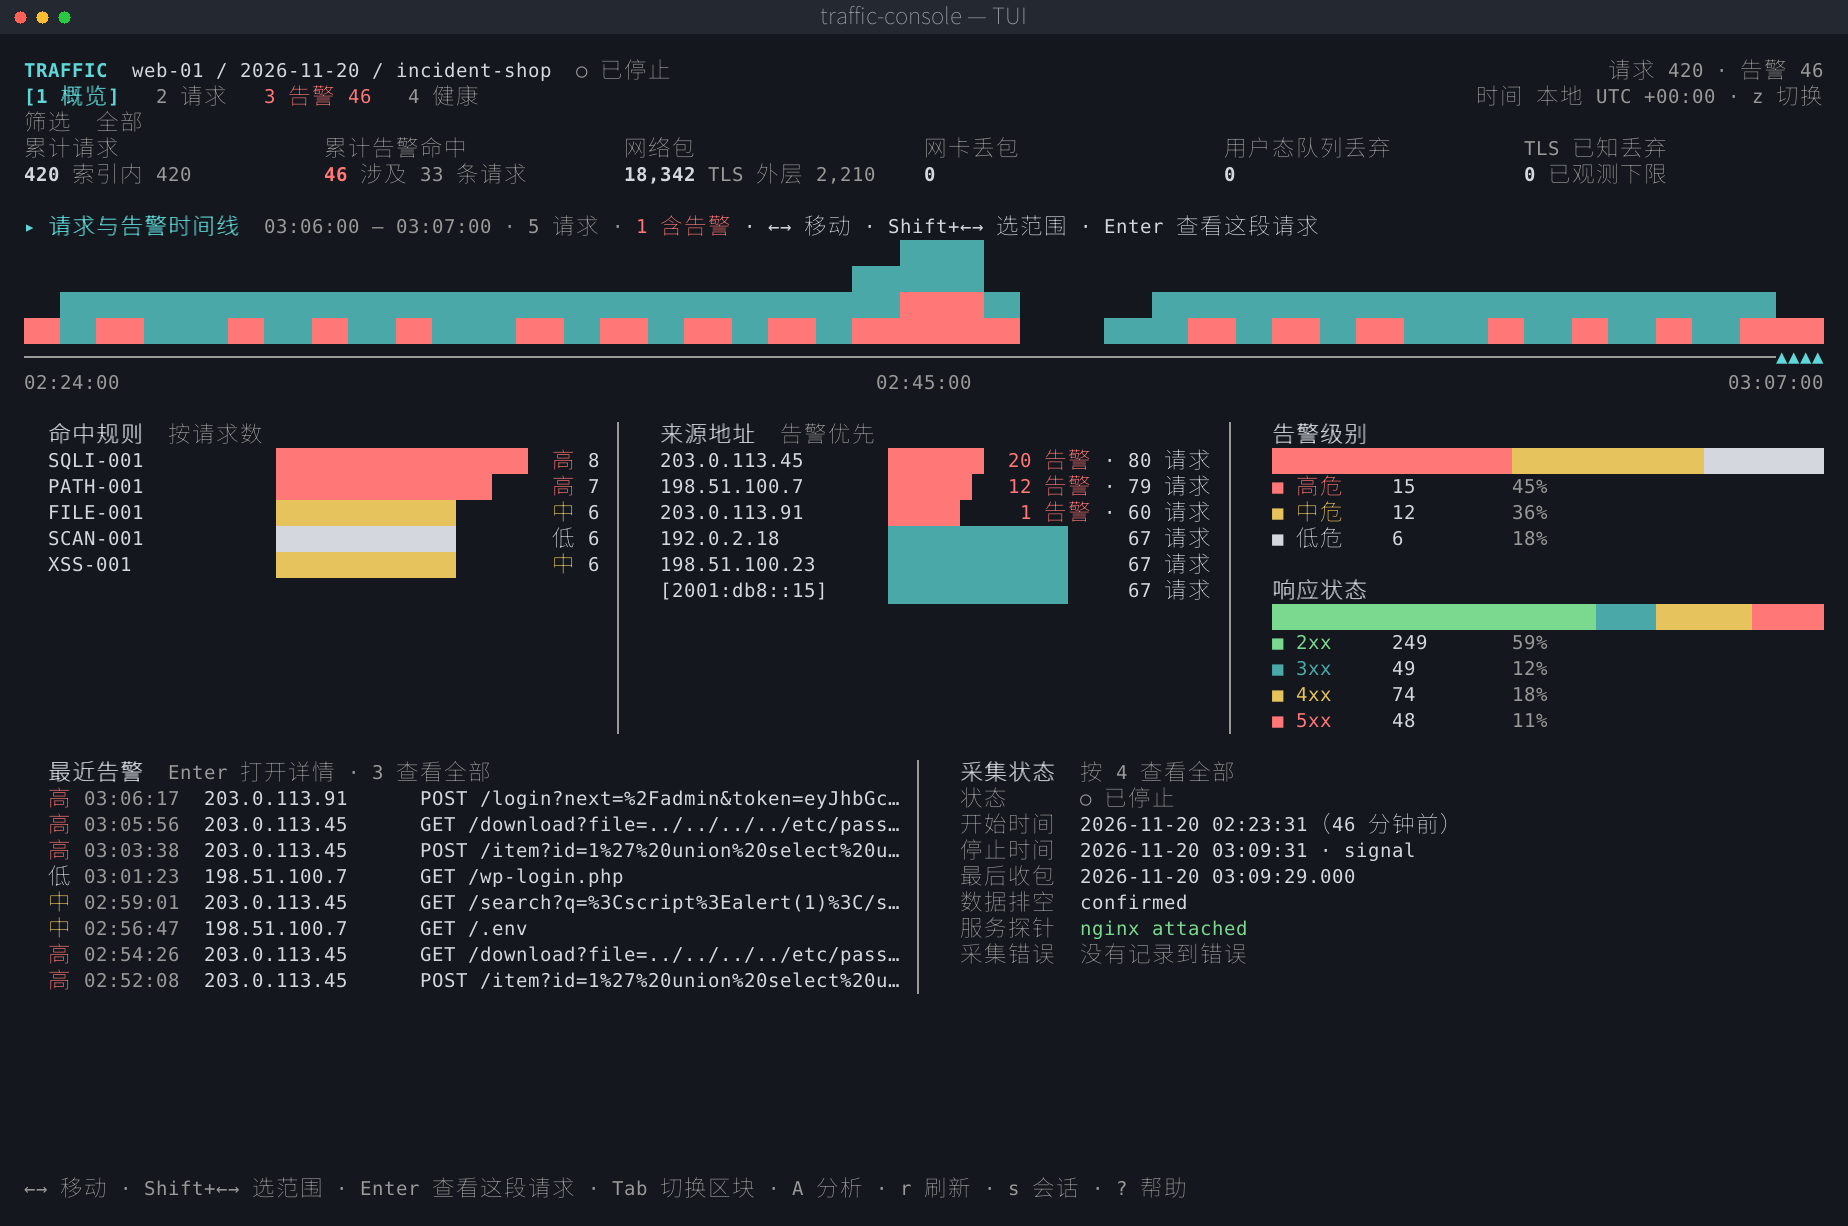 traffic-console — TUI
TRAFFIC web-01 / 2026-11-20 / incident-shop ○ 已停止 请求 420 · 告警 46
[1 概览] 2 请求 3 告警 46 4 健康 时间 本地 UTC +00:00 · z 切换
筛选 全部
累计请求 累计告警命中 网络包 网卡丢包 用户态队列丢弃 TLS 已知丢弃
420 索引内 420 46 涉及 33 条请求 18,342 TLS 外层 2,210 0 0 0 已观测下限
▸ 请求与告警时间线 03:06:00 — 03:07:00 · 5 请求 · 1 含告警 · ←→ 移动 · Shift+←→ 选范围 · Enter 查看这段请求
▲▲▲▲
02:24:00 02:45:00 03:07:00
命中规则 按请求数
SQLI-001 高 8
PATH-001 高 7
FILE-001 中 6
SCAN-001 低 6
XSS-001 中 6
来源地址 告警优先
203.0.113.45 20 告警 · 80 请求
198.51.100.7 12 告警 · 79 请求
203.0.113.91 1 告警 · 60 请求
192.0.2.18 67 请求
198.51.100.23 67 请求
[2001:db8::15] 67 请求
告警级别
■ 高危 15 45%
■ 中危 12 36%
■ 低危 6 18%
响应状态
■ 2xx 249 59%
■ 3xx 49 12%
■ 4xx 74 18%
■ 5xx 48 11%
最近告警 Enter 打开详情 · 3 查看全部
高 03:06:17 203.0.113.91 POST /login?next=%2Fadmin&token=eyJhbGc…
高 03:05:56 203.0.113.45 GET /download?file=../../../../etc/pass…
高 03:03:38 203.0.113.45 POST /item?id=1%27%20union%20select%20u…
低 03:01:23 198.51.100.7 GET /wp-login.php
中 02:59:01 203.0.113.45 GET /search?q=%3Cscript%3Ealert(1)%3C/s…
中 02:56:47 198.51.100.7 GET /.env
高 02:54:26 203.0.113.45 GET /download?file=../../../../etc/pass…
高 02:52:08 203.0.113.45 POST /item?id=1%27%20union%20select%20u…
采集状态 按 4 查看全部
状态 ○ 已停止
开始时间 2026-11-20 02:23:31（46 分钟前）
停止时间 2026-11-20 03:09:31 · signal
最后收包 2026-11-20 03:09:29.000
数据排空 confirmed
服务探针 nginx attached
采集错误 没有记录到错误
←→ 移动 · Shift+←→ 选范围 · Enter 查看这段请求 · Tab 切换区块 · A 分析 · r 刷新 · s 会话 · ? 帮助